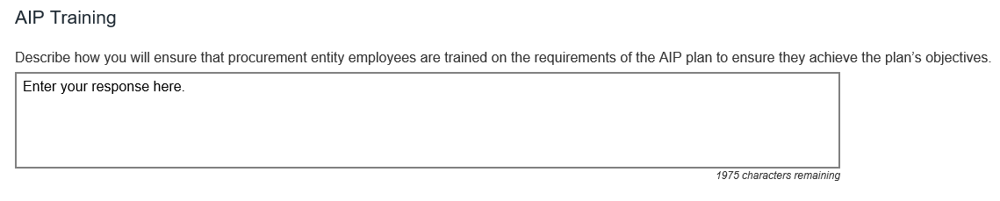 AIP Training
Describe how you will ensure that procurement entity employees are trained on the requirements of the AIP plan to ensure they achieve the plan's objectives.
Enter your response here.
1975 characters remaining